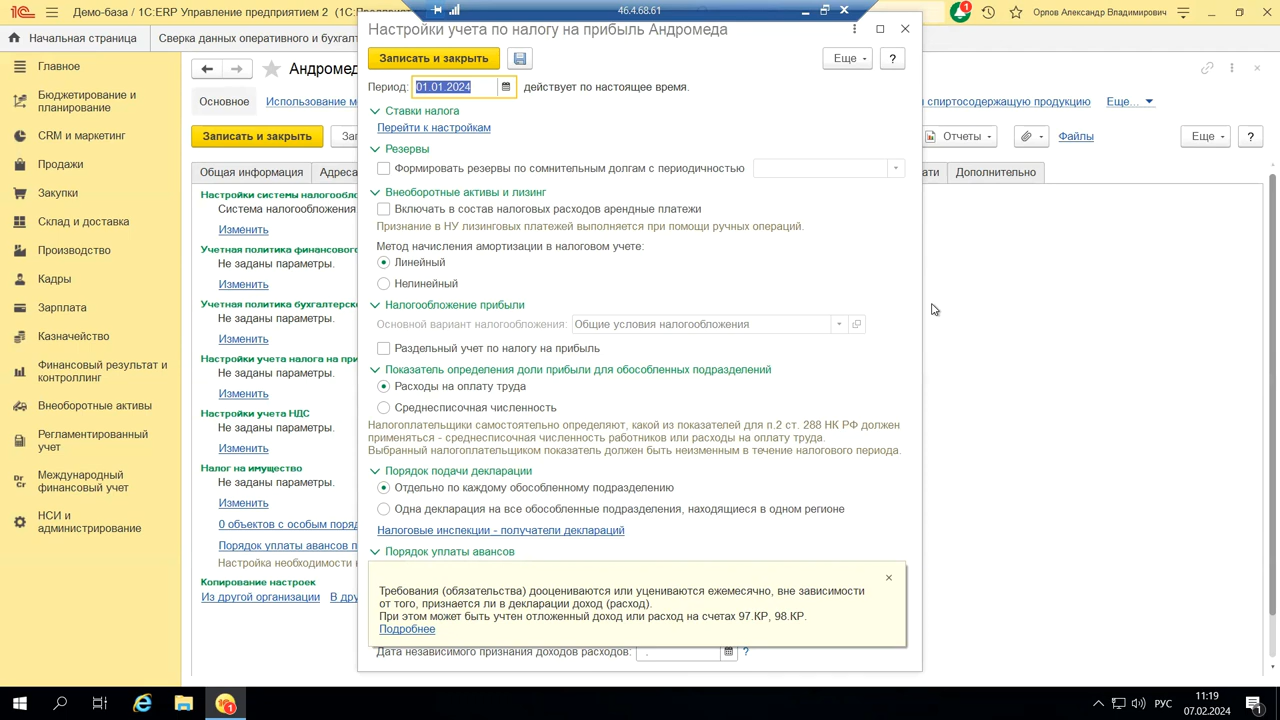 46.4.68.61
Демо-база / 1С:ERP Управление предприятием 2 (1С:Предпри
1
Орлов Александр Владимирович
Начальная страница
Сверка данных оперативного и бухгалт
Главное
Бюджетирование и
планирование
CRM и маркетинг
Продажи
Закупки
Склад и доставка
Производство
Кадры
Зарплата
Казначейство
Финансовый результат и
контроллинг
Внеоборотные активы
Регламентированный
учет
Международный
финансовый учет
НСИ и
администрирование
Андромед
Основное
Использование м
спиртосодержащую продукцию
Еще...
Записать и закрыть
Зап
Отчеты
Файлы
Еще
?
Общая информация
Адреса
ати
Дополнительно
Настройки системы налогообло
Система налогообложения
Изменить
Учетная политика финансового
Не заданы параметры.
Изменить
Учетная политика бухгалтерско
Не заданы параметры.
Изменить
Настройки учета налога на при
Не заданы параметры.
Изменить
Настройки учета НДС
Не заданы параметры.
Изменить
Налог на имущество
Не заданы параметры.
Изменить
0 объектов с особым поряд
Порядок уплаты авансов п
Настройка необходимости
Копирование настроек
Из другой организации
В дру
Настройки учета по налогу на прибыль Андромеда
Записать и закрыть
Еще
?
Период: 01.01.2024 действует по настоящее время.
Ставки налога
Перейти к настройкам
Резервы
Формировать резервы по сомнительным долгам с периодичностью
Внеоборотные активы и лизинг
Включать в состав налоговых расходов арендные платежи
Признание в НУ лизинговых платежей выполняется при помощи ручных операций.
Метод начисления амортизации в налоговом учете:
Линейный
Нелинейный
Налогообложение прибыли
Основной вариант налогообложения: Общие условия налогообложения
Раздельный учет по налогу на прибыль
Показатель определения доли прибыли для обособленных подразделений
Расходы на оплату труда
Среднесписочная численность
Налогоплательщики самостоятельно определяют, какой из показателей для п.2 ст. 288 НК РФ должен
применяться - среднесписочная численность работников или расходы на оплату труда.
Выбранный налогоплательщиком показатель должен быть неизменным в течение налогового периода.
Порядок подачи декларации
Отдельно по каждому обособленному подразделению
Одна декларация на все обособленные подразделения, находящиеся в одном регионе
Налоговые инспекции - получатели деклараций
Порядок уплаты авансов
Требования (обязательства) дооцениваются или уцениваются ежемесячно, вне зависимости
от того, признается ли в декларации доход (расход).
При этом может быть учтен отложенный доход или расход на счетах 97.КР, 98.КР.
Подробнее
Дата независимого признания доходов расходов: . ?
РУС
11:19
07.02.2024
1